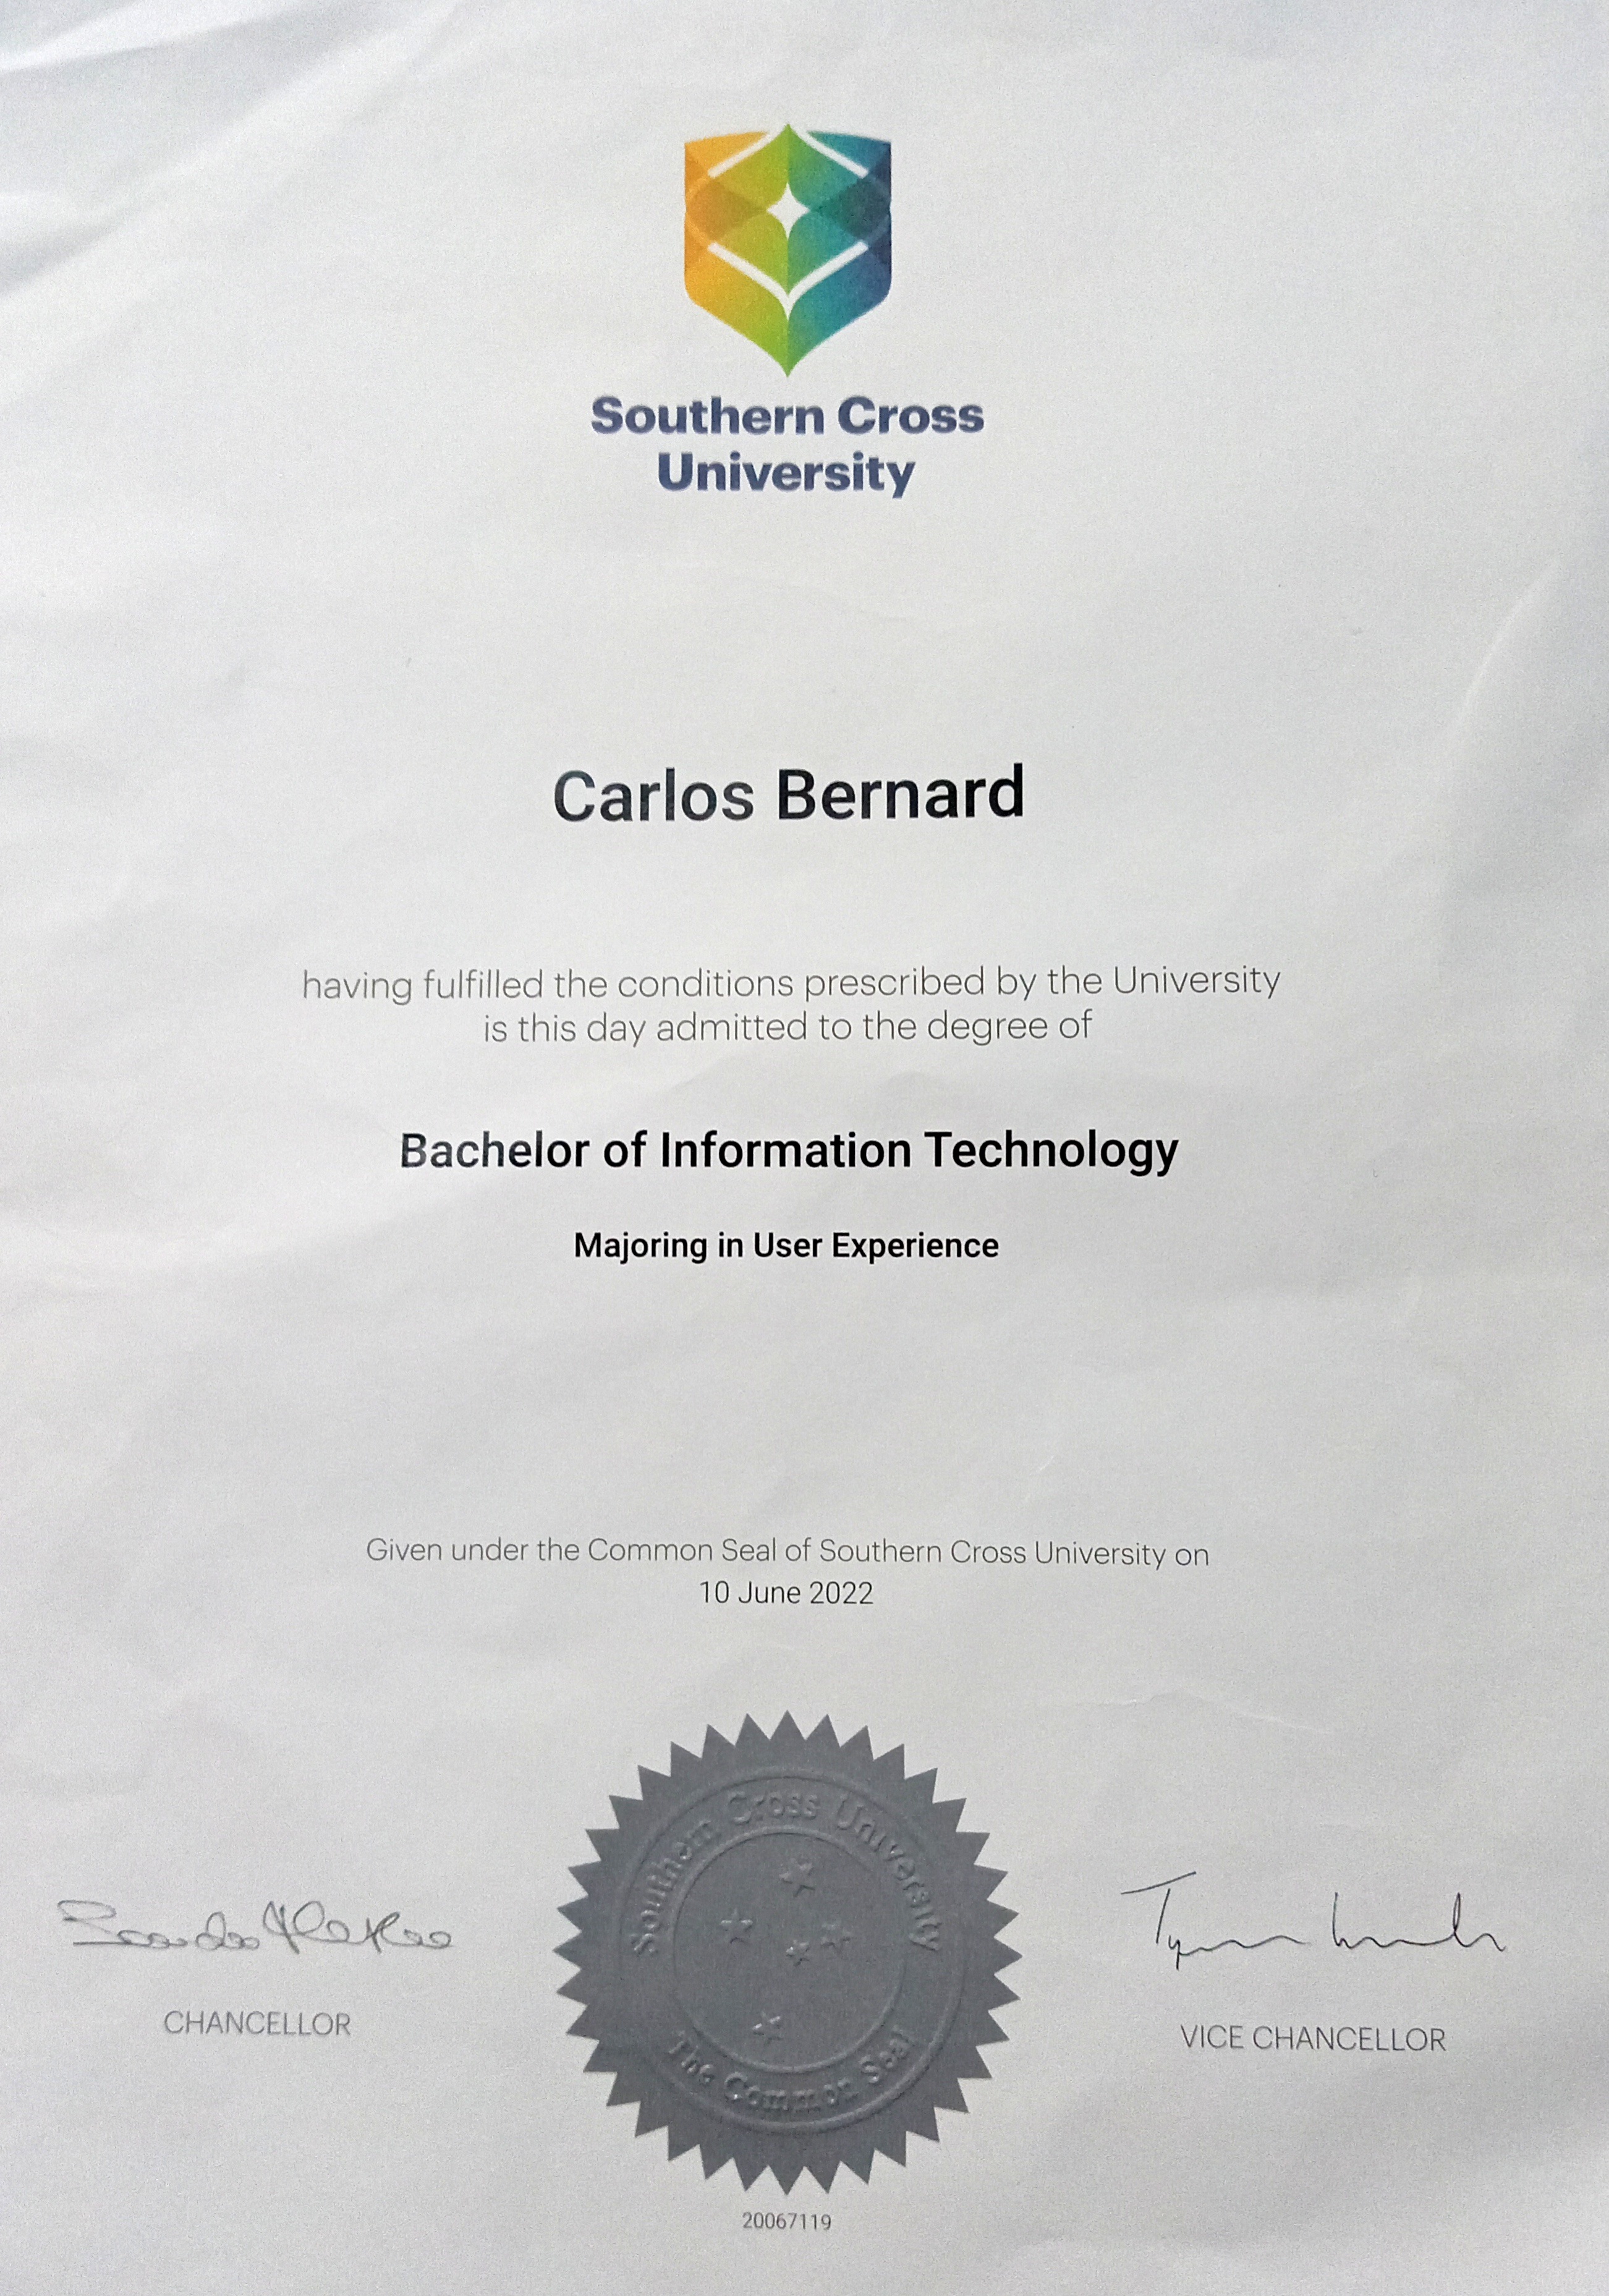 Southern Cross
University
Carlos Bernard
having fulfilled the conditions prescribed by the University
is this day admitted to the degree of
Bachelor of Information Technology
Majoring in User Experience
Given under the Common Seal of Southern Cross University on
10 June 2022
Southern Cross University
The Common Seal
CHANCELLOR
VICE CHANCELLOR
20067119